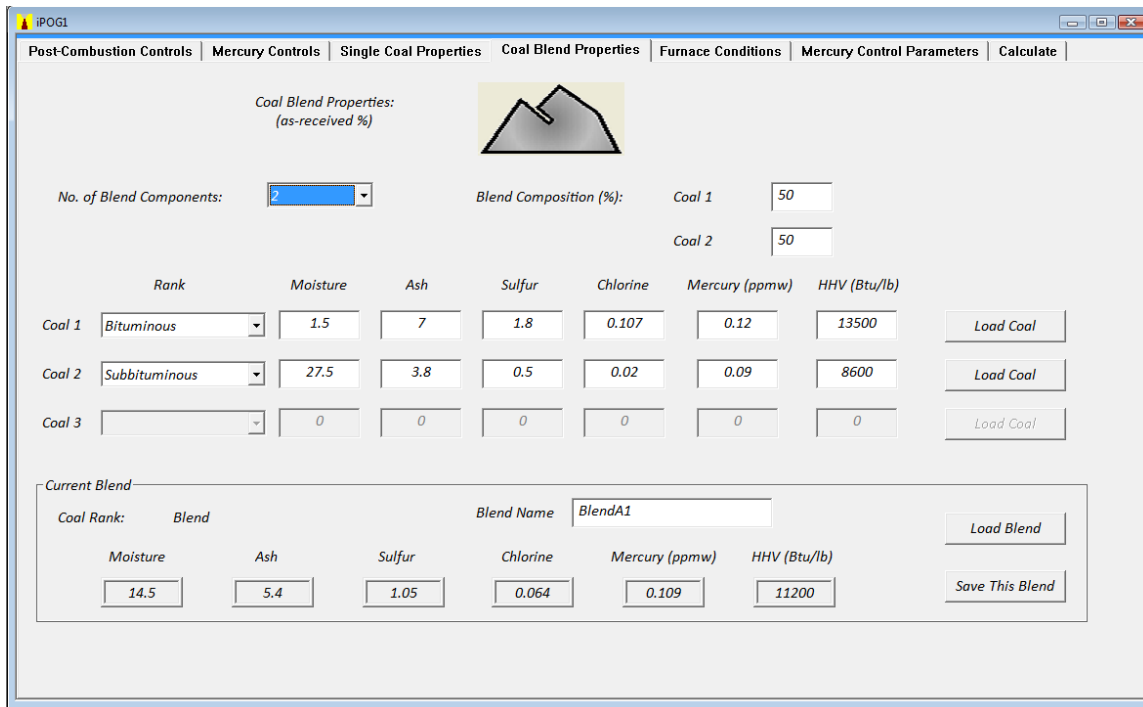 iPOG1
Post-Combustion Controls Mercury Controls Single Coal Properties Coal Blend Properties Furnace Conditions Mercury Control Parameters Calculate
Coal Blend Properties:
(as-received %)
No. of Blend Components: 2 Blend Composition (%): Coal 1 50
Coal 2 50
Rank Moisture Ash Sulfur Chlorine Mercury (ppmw) HHV (Btu/lb)
Coal 1 Bituminous 1.5 7 1.8 0.107 0.12 13500 Load Coal
Coal 2 Subbituminous 27.5 3.8 0.5 0.02 0.09 8600 Load Coal
Coal 3 0 0 0 0 0 0 Load Coal
Current Blend
Coal Rank: Blend Blend Name BlendA1 Load Blend
Moisture Ash Sulfur Chlorine Mercury (ppmw) HHV (Btu/lb)
14.5 5.4 1.05 0.064 0.109 11200 Save This Blend